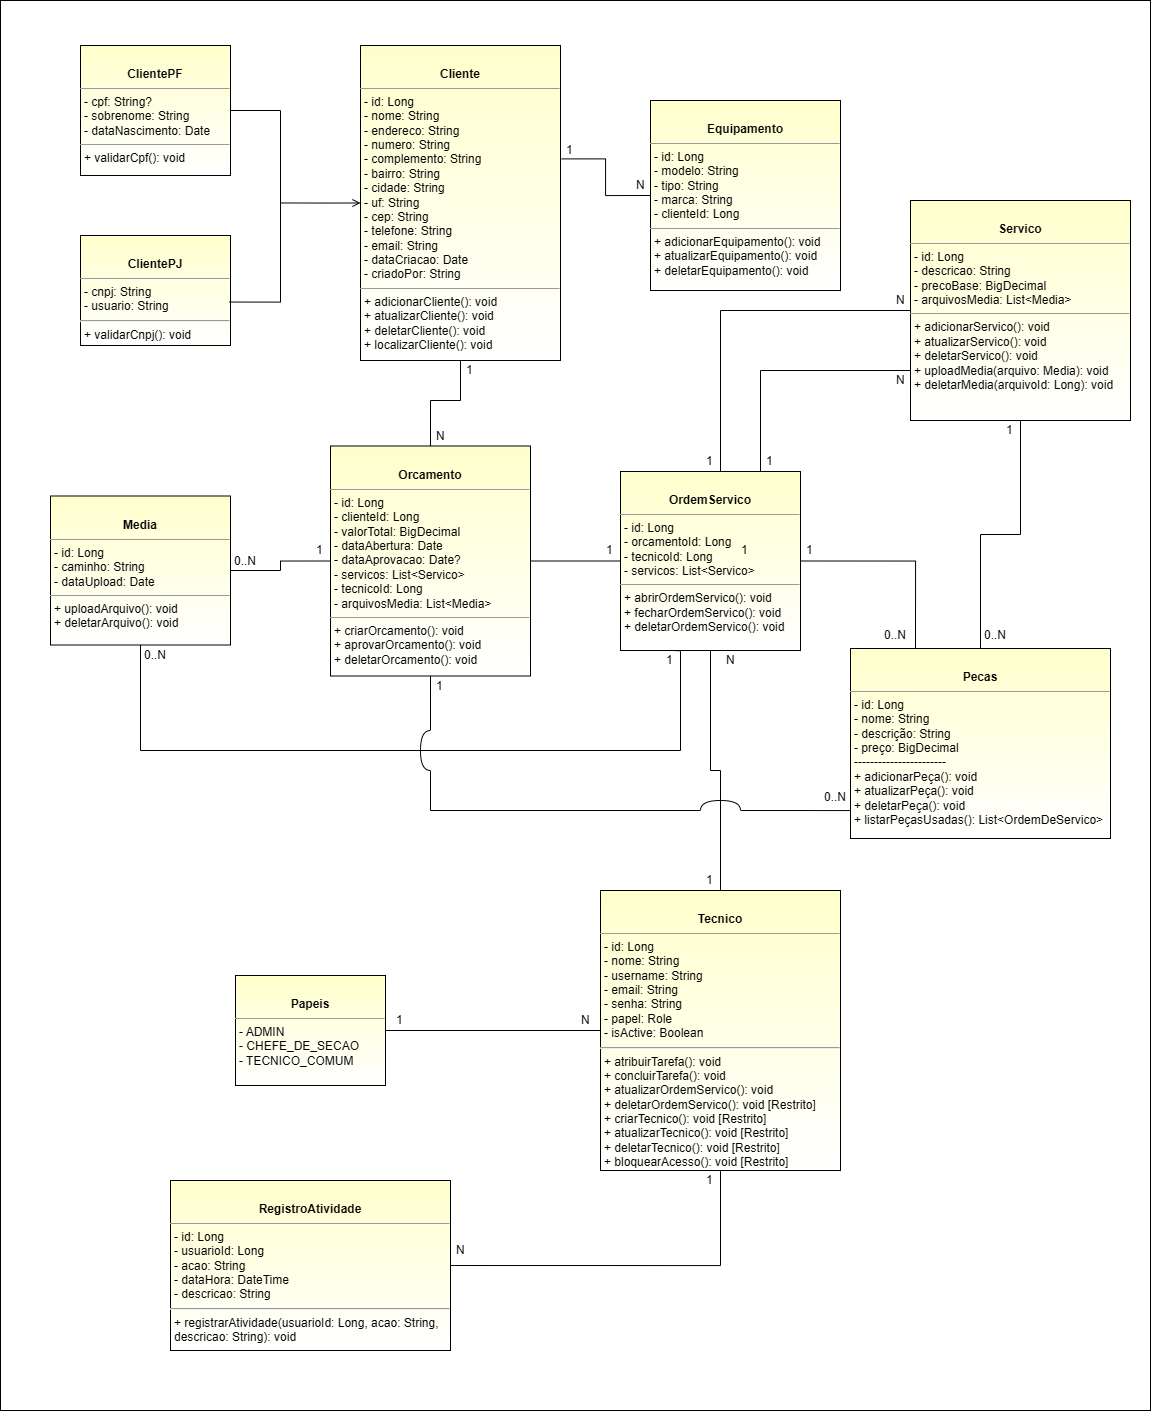 ClientePF
- cpf: String?
- sobrenome: String
- dataNascimento: Date
+ validarCpf(): void
ClientePJ
- cnpj: String
- usuario: String
+ validarCnpj(): void
Cliente
- id: Long
- nome: String
- endereco: String
- numero: String
- complemento: String
- bairro: String
- cidade: String
- uf: String
- cep: String
- telefone: String
- email: String
- dataCriacao: Date
- criadoPor: String
+ adicionarCliente(): void
+ atualizarCliente(): void
+ deletarCliente(): void
+ localizarCliente(): void
1
N
1
N
Equipamento
- id: Long
- modelo: String
- tipo: String
- marca: String
- clienteId: Long
+ adicionarEquipamento(): void
+ atualizarEquipamento(): void
+ deletarEquipamento(): void
Servico
- id: Long
- descricao: String
- precoBase: BigDecimal
- arquivosMedia: List<Media>
+ adicionarServico(): void
+ atualizarServico(): void
+ deletarServico(): void
+ uploadMedia(arquivo: Media): void
+ deletarMedia(arquivoId: Long): void
N
N
1
1
1
Media
- id: Long
- caminho: String
- dataUpload: Date
+ uploadArquivo(): void
+ deletarArquivo(): void
0..N
1
0..N
Orcamento
- id: Long
- clienteId: Long
- valorTotal: BigDecimal
- dataAbertura: Date
- dataAprovacao: Date?
- servicos: List<Servico>
- tecnicoId: Long
- arquivosMedia: List<Media>
+ criarOrcamento(): void
+ aprovarOrcamento(): void
+ deletarOrcamento(): void
1
1
OrdemServico
- id: Long
- orcamentoId: Long
- tecnicoId: Long
1
- servicos: List<Servico>
+ abrirOrdemServico(): void
+ fecharOrdemServico(): void
+ deletarOrdemServico(): void
1
1
N
0..N
0..N
0..N
Pecas
- id: Long
- nome: String
- descrição: String
- preço: BigDecimal
-----------------------
+ adicionarPeça(): void
+ atualizarPeça(): void
+ deletarPeça(): void
+ listarPeçasUsadas(): List<OrdemDeServico>
1
Tecnico
- id: Long
- nome: String
- username: String
- email: String
- senha: String
- papel: Role
- isActive: Boolean
+ atribuirTarefa(): void
+ concluirTarefa(): void
+ atualizarOrdemServico(): void
+ deletarOrdemServico(): void [Restrito]
+ criarTecnico(): void [Restrito]
+ atualizarTecnico(): void [Restrito]
+ deletarTecnico(): void [Restrito]
+ bloquearAcesso(): void [Restrito]
Papeis
- ADMIN
- CHEFE_DE_SECAO
- TECNICO_COMUM
1
N
1
N
RegistroAtividade
- id: Long
- usuarioId: Long
- acao: String
- dataHora: DateTime
- descricao: String
+ registrarAtividade(usuarioId: Long, acao: String,
descricao: String): void